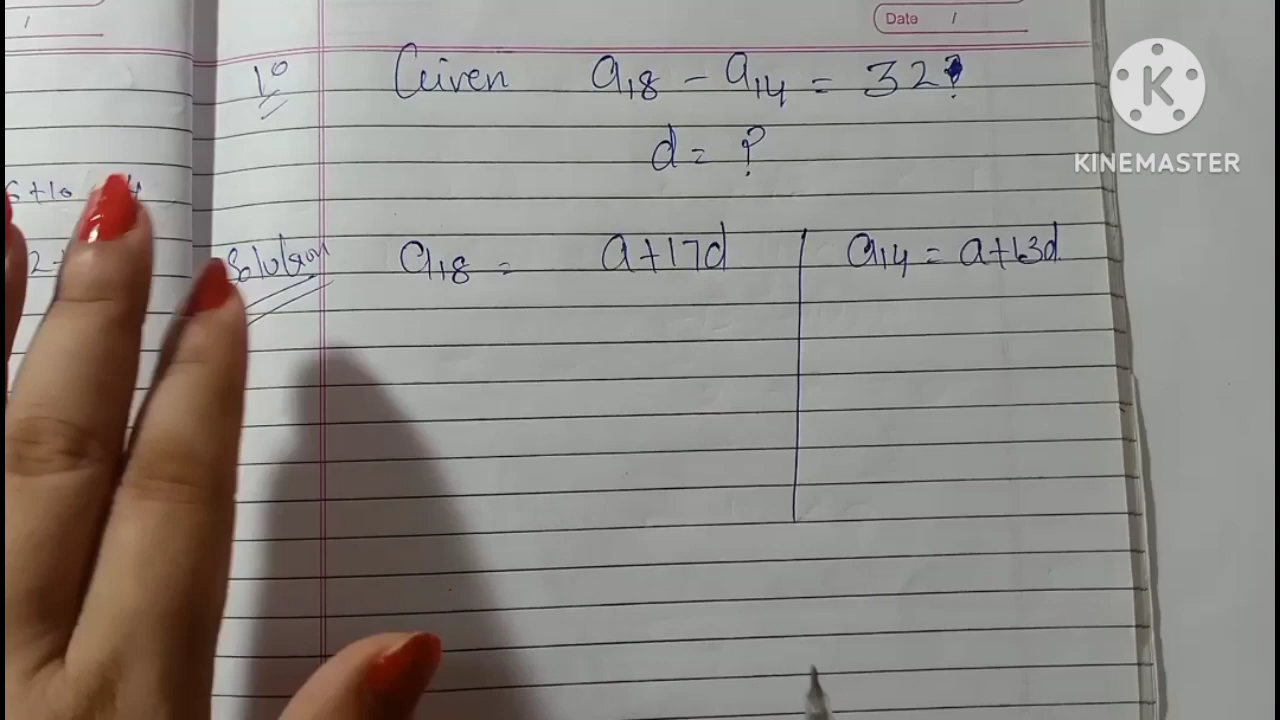 /
Date /
K
KINEMASTER
1.
Given a₁₈ - a₁₄ = 32
d = ?
Solution a₁₈ = a+17d a₁₄ = a+13d